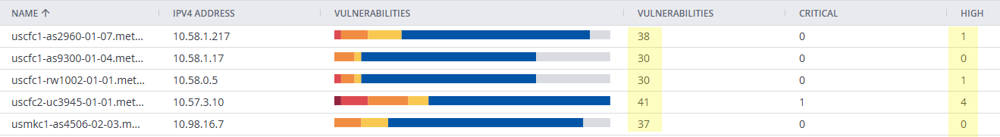 NAME ↑ IPV4 ADDRESS VULNERABILITIES VULNERABILITIES CRITICAL HIGH
uscfc1-as2960-01-07.met... 10.58.1.217 38 0 1
uscfc1-as9300-01-04.met... 10.58.1.17 30 0 0
uscfc1-rw1002-01-01.met... 10.58.0.5 30 0 1
uscfc2-uc3945-01-01.met... 10.57.3.10 41 1 4
usmkc1-as4506-02-03.m... 10.98.16.7 37 0 0